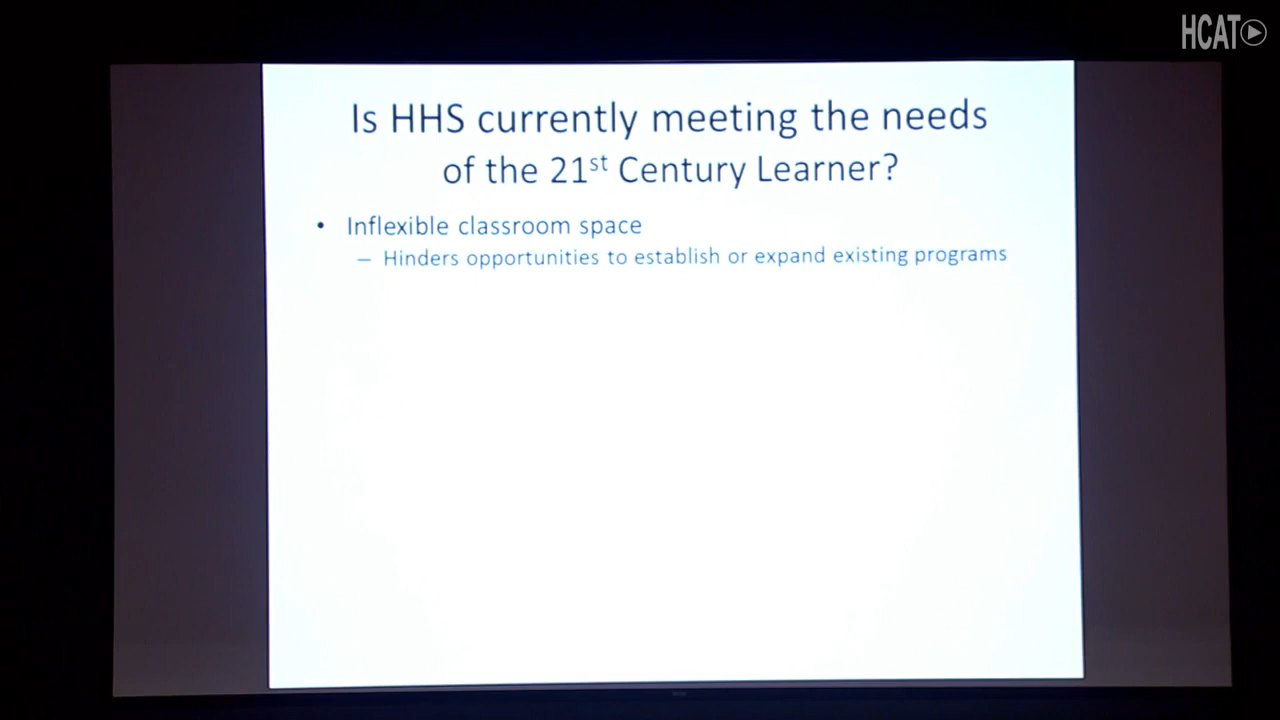 HCAT
Is HHS currently meeting the needs
of the 21st Century Learner?
• Inflexible classroom space
– Hinders opportunities to establish or expand existing programs